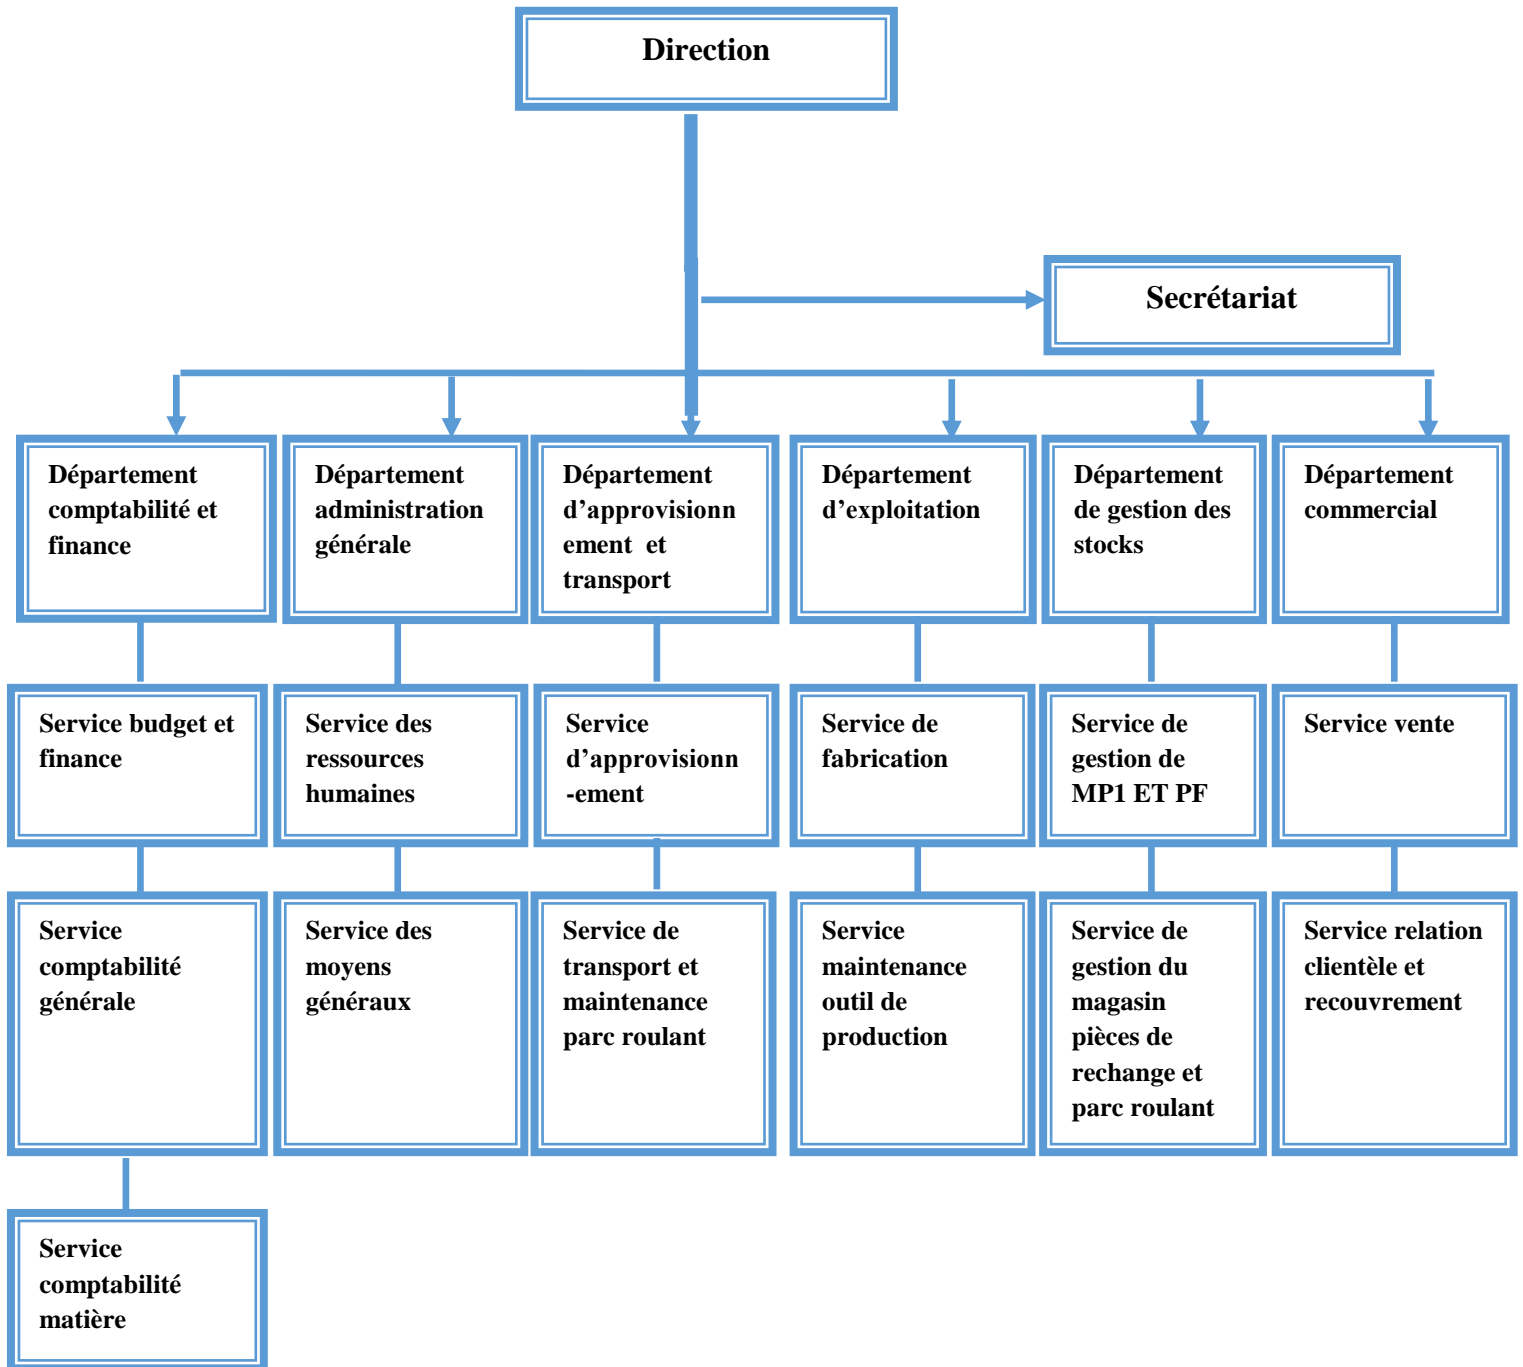 Direction
Secrétariat
Département
comptabilité et
finance
Département
administration
générale
Département
d’approvisionn
ement et
transport
Département
d’exploitation
Département
de gestion des
stocks
Département
commercial
Service budget et
finance
Service des
ressources
humaines
Service
d’approvisionn
-ement
Service de
fabrication
Service de
gestion de
MP1 ET PF
Service vente
Service
comptabilité
générale
Service des
moyens
généraux
Service de
transport et
maintenance
parc roulant
Service
maintenance
outil de
production
Service de
gestion du
magasin
pièces de
rechange et
parc roulant
Service relation
clientèle et
recouvrement
Service
comptabilité
matière